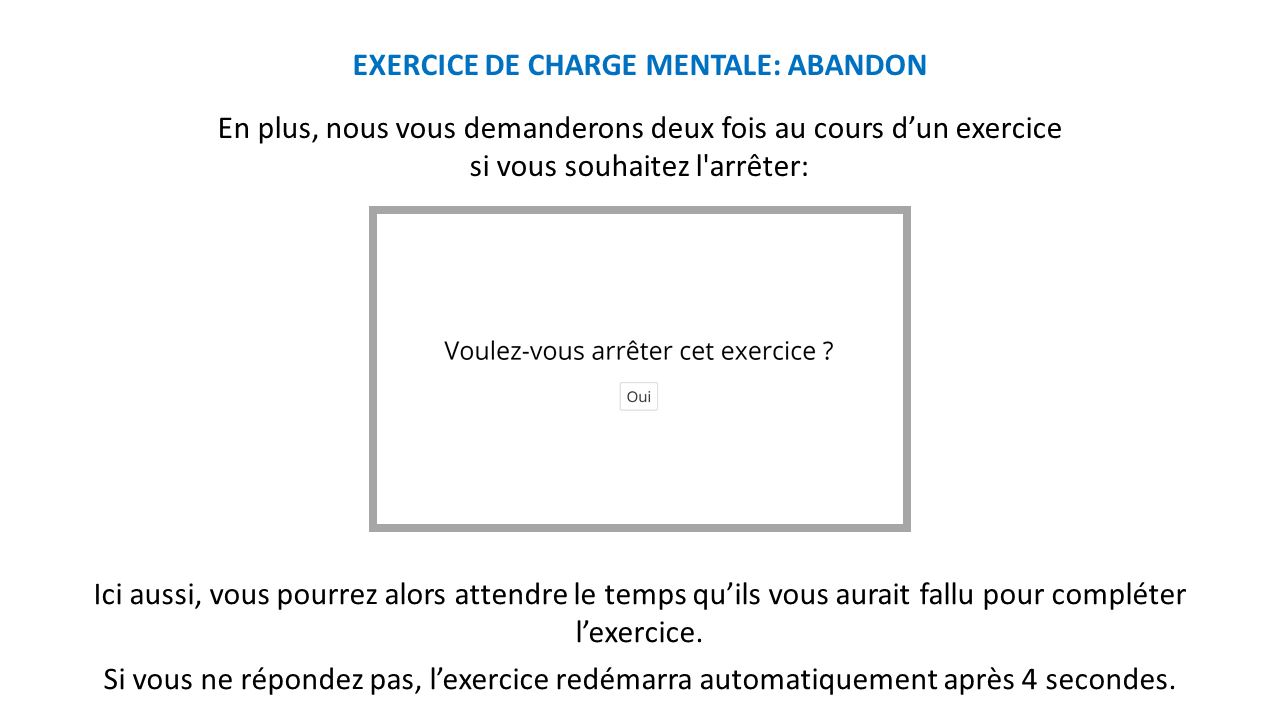 EXERCICE DE CHARGE MENTALE: ABANDON
En plus, nous vous demanderons deux fois au cours d’un exercice
si vous souhaitez l'arrêter:
Voulez-vous arrêter cet exercice ?
Oui
Ici aussi, vous pourrez alors attendre le temps qu’ils vous aurait fallu pour compléter
l’exercice.
Si vous ne répondez pas, l’exercice redémarra automatiquement après 4 secondes.